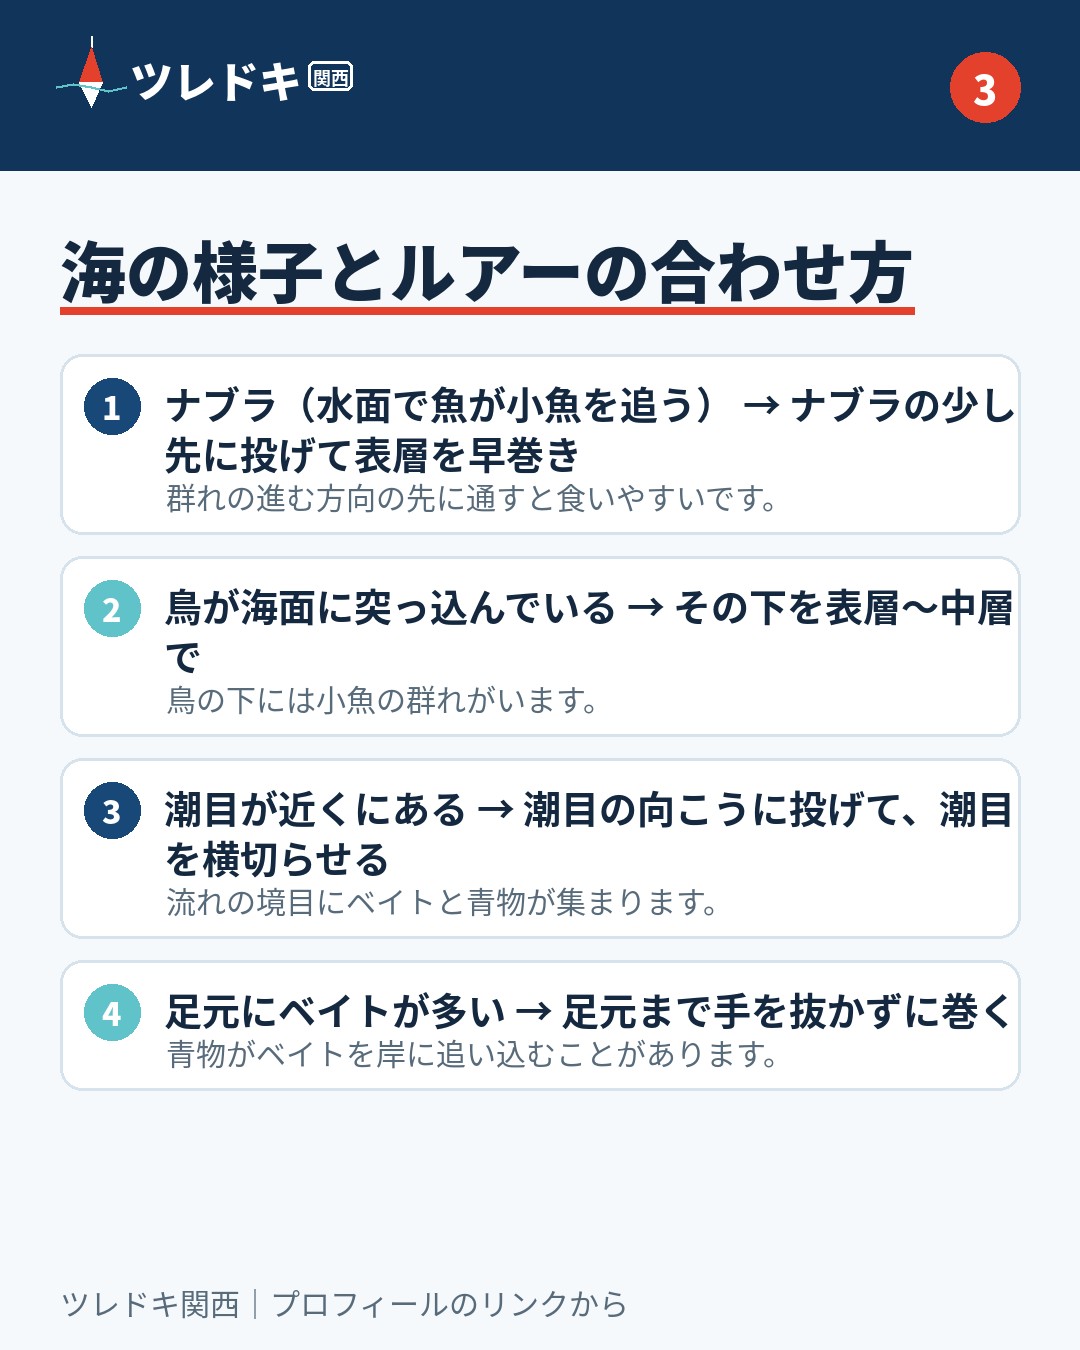 ツレドキ 関西
3
海の様子とルアーの合わせ方
1 ナブラ（水面で魚が小魚を追う） → ナブラの少し
先に投げて表層を早巻き
群れの進む方向の先に通すと食いやすいです。
2 鳥が海面に突っ込んでいる → その下を表層〜中層
で
鳥の下には小魚の群れがいます。
3 潮目が近くにある → 潮目の向こうに投げて、潮目
を横切らせる
流れの境目にベイトと青物が集まります。
4 足元にベイトが多い → 足元まで手を抜かずに巻く
青物がベイトを岸に追い込むことがあります。
ツレドキ関西｜プロフィールのリンクから